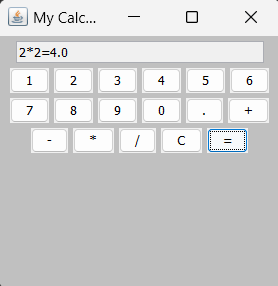 My Calc...
2*2=4.0
1 2 3 4 5 6
7 8 9 0 . +
- * / C =